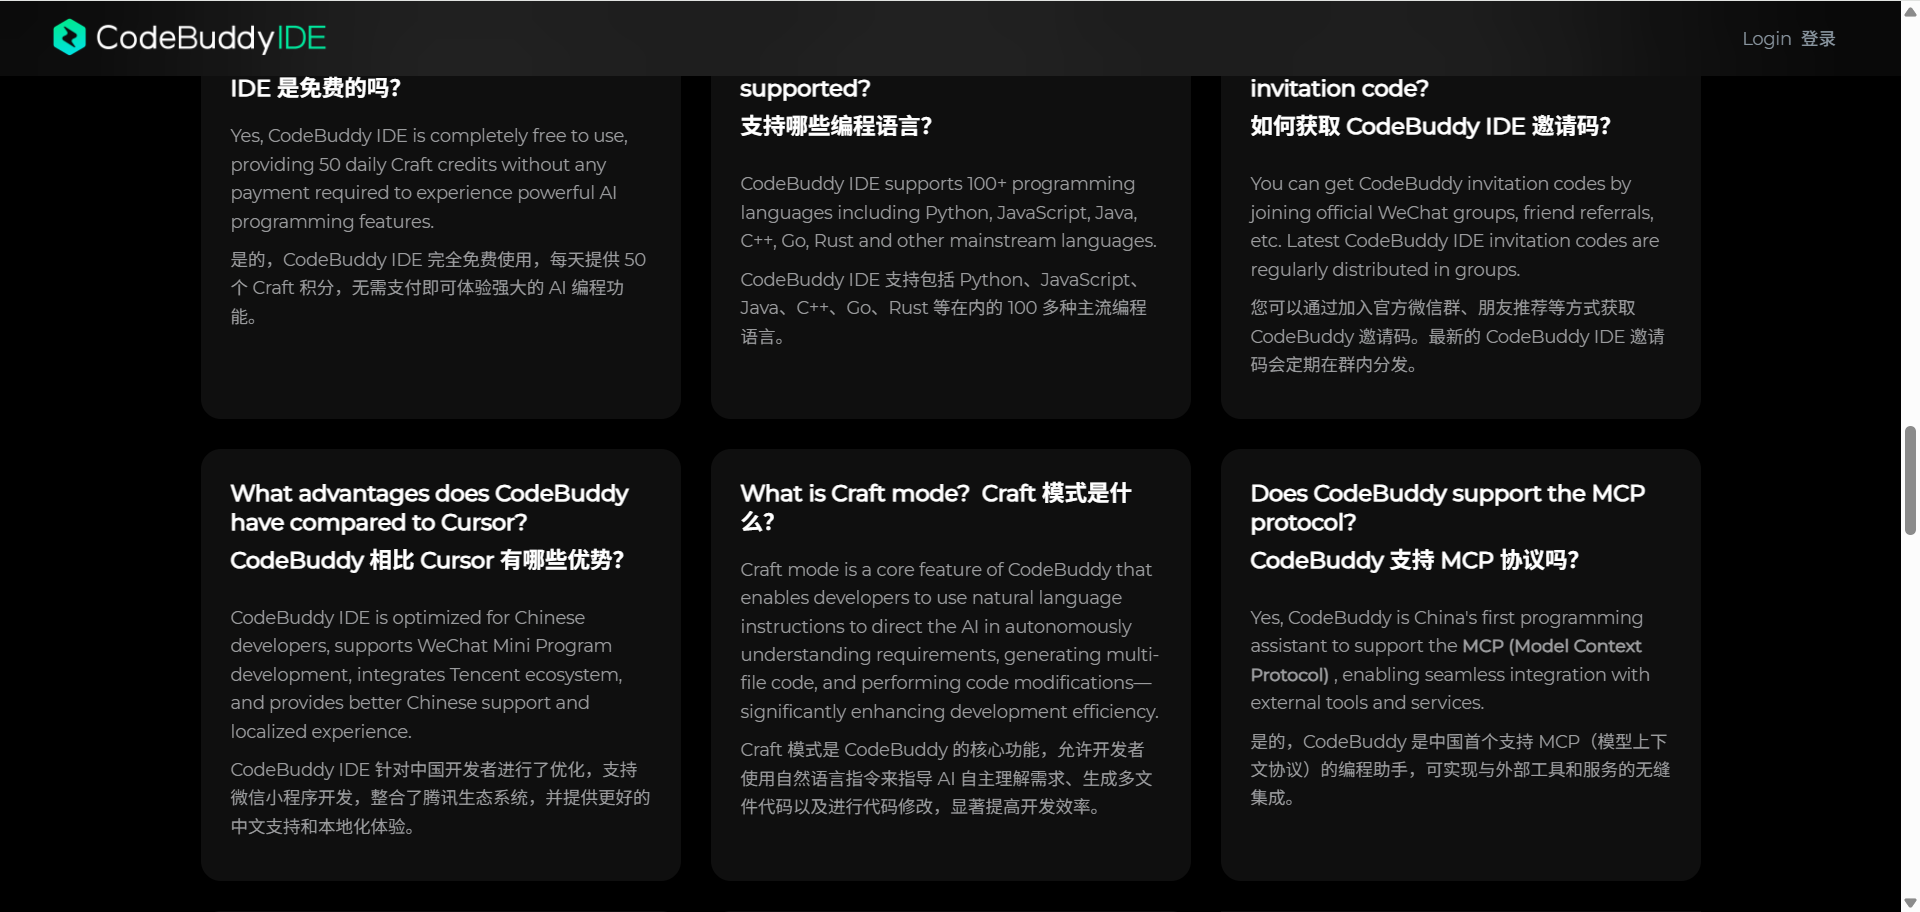 CodeBuddyIDE
Login 登录
IDE 是免费的吗？
Yes, CodeBuddy IDE is completely free to use,
providing 50 daily Craft credits without any
payment required to experience powerful AI
programming features.
是的，CodeBuddy IDE 完全免费使用，每天提供 50
个 Craft 积分，无需支付即可体验强大的 AI 编程功
能。
supported?
支持哪些编程语言？
CodeBuddy IDE supports 100+ programming
languages including Python, JavaScript, Java,
C++, Go, Rust and other mainstream languages.
CodeBuddy IDE 支持包括 Python、JavaScript、
Java、C++、Go、Rust 等在内的 100 多种主流编程
语言。
invitation code?
如何获取 CodeBuddy IDE 邀请码？
You can get CodeBuddy invitation codes by
joining official WeChat groups, friend referrals,
etc. Latest CodeBuddy IDE invitation codes are
regularly distributed in groups.
您可以通过加入官方微信群、朋友推荐等方式获取
CodeBuddy 邀请码。最新的 CodeBuddy IDE 邀请
码会定期在群内分发。
What advantages does CodeBuddy
have compared to Cursor?
CodeBuddy 相比 Cursor 有哪些优势？
CodeBuddy IDE is optimized for Chinese
developers, supports WeChat Mini Program
development, integrates Tencent ecosystem,
and provides better Chinese support and
localized experience.
CodeBuddy IDE 针对中国开发者进行了优化，支持
微信小程序开发，整合了腾讯生态系统，并提供更好的
中文支持和本地化体验。
What is Craft mode? Craft 模式是什
么？
Craft mode is a core feature of CodeBuddy that
enables developers to use natural language
instructions to direct the AI in autonomously
understanding requirements, generating multi-
file code, and performing code modifications—
significantly enhancing development efficiency.
Craft 模式是 CodeBuddy 的核心功能，允许开发者
使用自然语言指令来指导 AI 自主理解需求、生成多文
件代码以及进行代码修改，显著提高开发效率。
Does CodeBuddy support the MCP
protocol?
CodeBuddy 支持 MCP 协议吗？
Yes, CodeBuddy is China's first programming
assistant to support the MCP (Model Context
Protocol) , enabling seamless integration with
external tools and services.
是的，CodeBuddy 是中国首个支持 MCP（模型上下
文协议）的编程助手，可实现与外部工具和服务的无缝
集成。